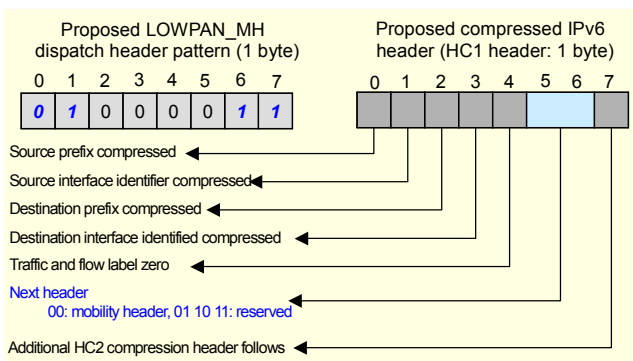 Proposed LOWPAN_MH
dispatch header pattern (1 byte)
0 1 2 3 4 5 6 7
0 1 0 0 0 0 1 1
Proposed compressed IPv6
header (HC1 header: 1 byte)
0 1 2 3 4 5 6 7
Source prefix compressed
Source interface identifier compressed
Destination prefix compressed
Destination interface identified compressed
Traffic and flow label zero
Next header
00: mobility header, 01 10 11: reserved
Additional HC2 compression header follows